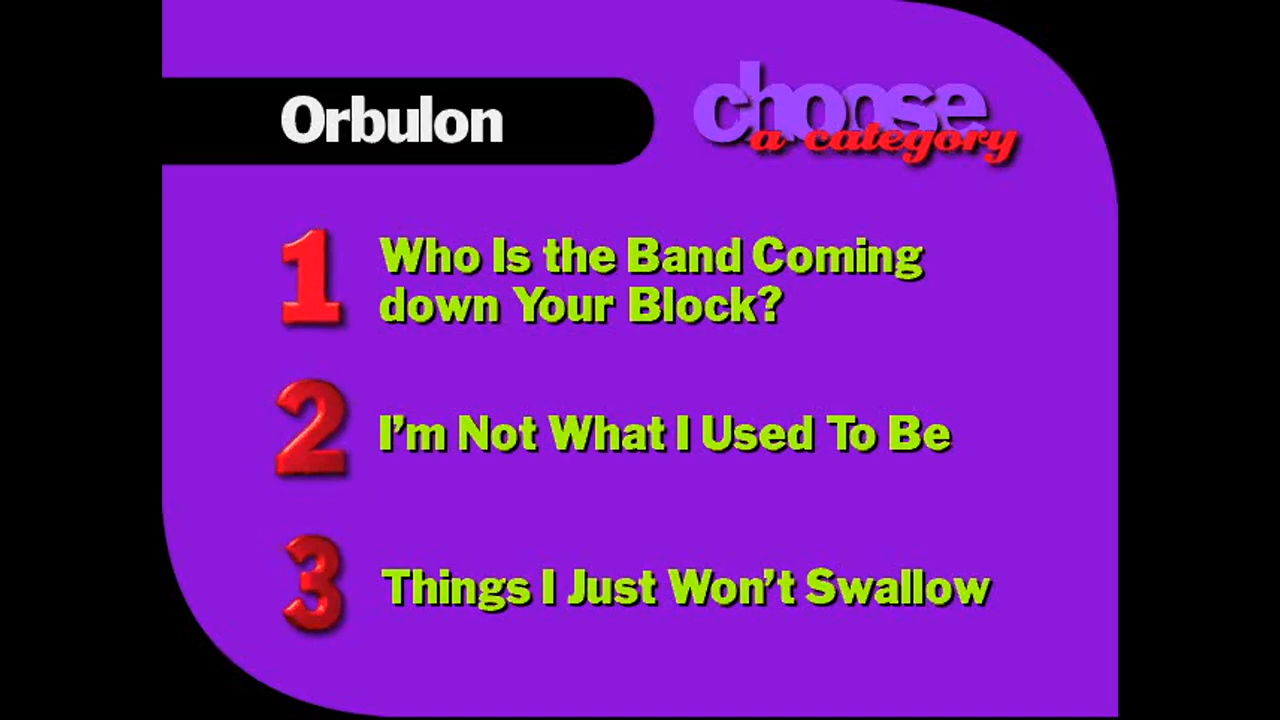 Orbulon
choose
a category
1
Who Is the Band Coming
down Your Block?
2
I'm Not What I Used To Be
3
Things I Just Won't Swallow